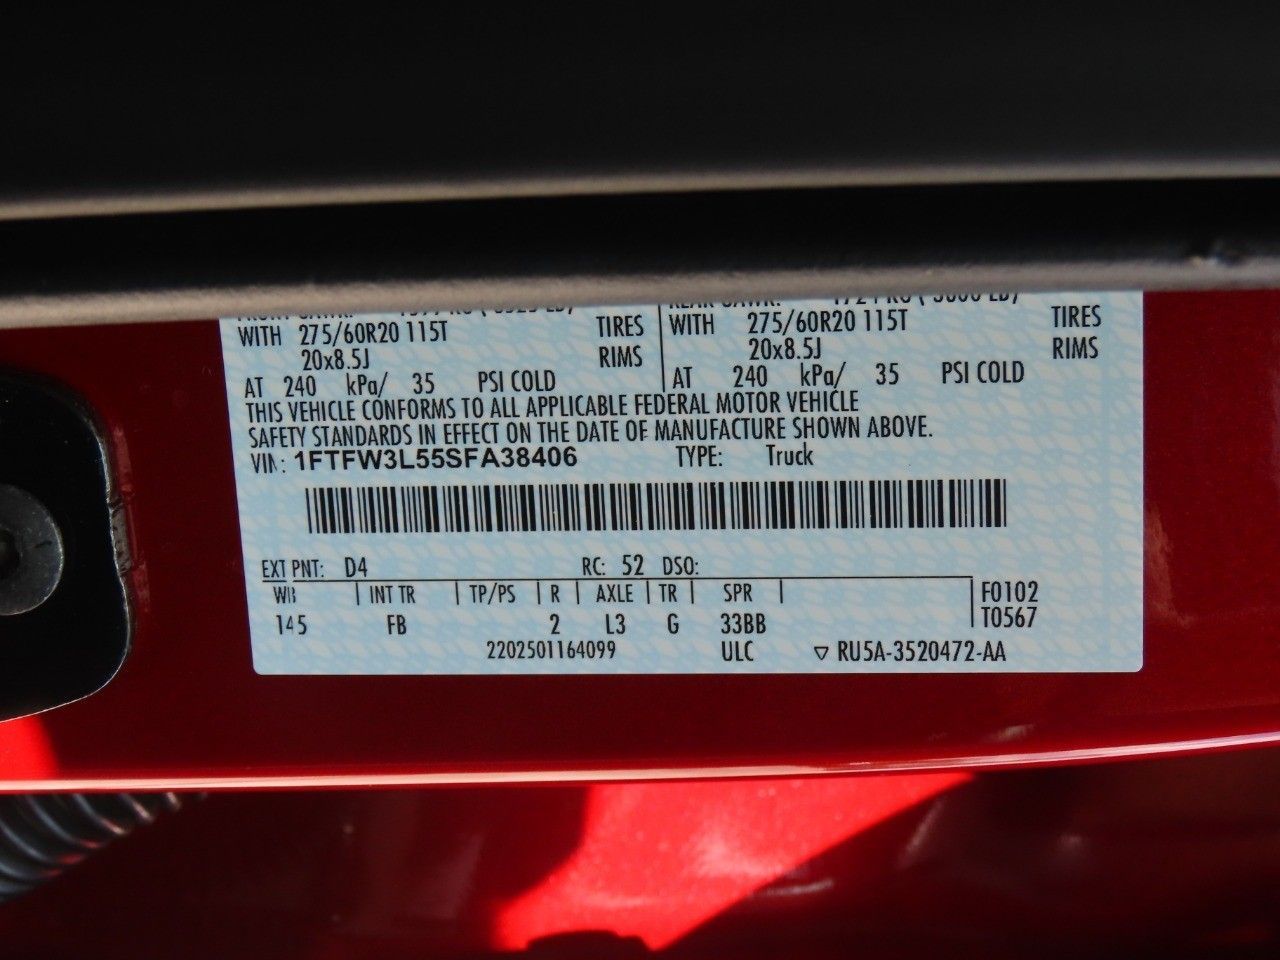 WITH 275/60R20 115T TIRES WITH 275/60R20 115T TIRES
20x8.5J RIMS 20x8.5J RIMS
AT 240 kPa/ 35 PSI COLD AT 240 kPa/ 35 PSI COLD
THIS VEHICLE CONFORMS TO ALL APPLICABLE FEDERAL MOTOR VEHICLE
SAFETY STANDARDS IN EFFECT ON THE DATE OF MANUFACTURE SHOWN ABOVE.
VIN: 1FTFW3L55SFA38406 TYPE: Truck
EXT PNT: D4 RC: 52 DSO:
WB INT TR TP/PS R AXLE TR SPR F0102
145 FB 2 L3 G 33BB T0567
2202501164099 ULC ▽ RU5A-3520472-AA